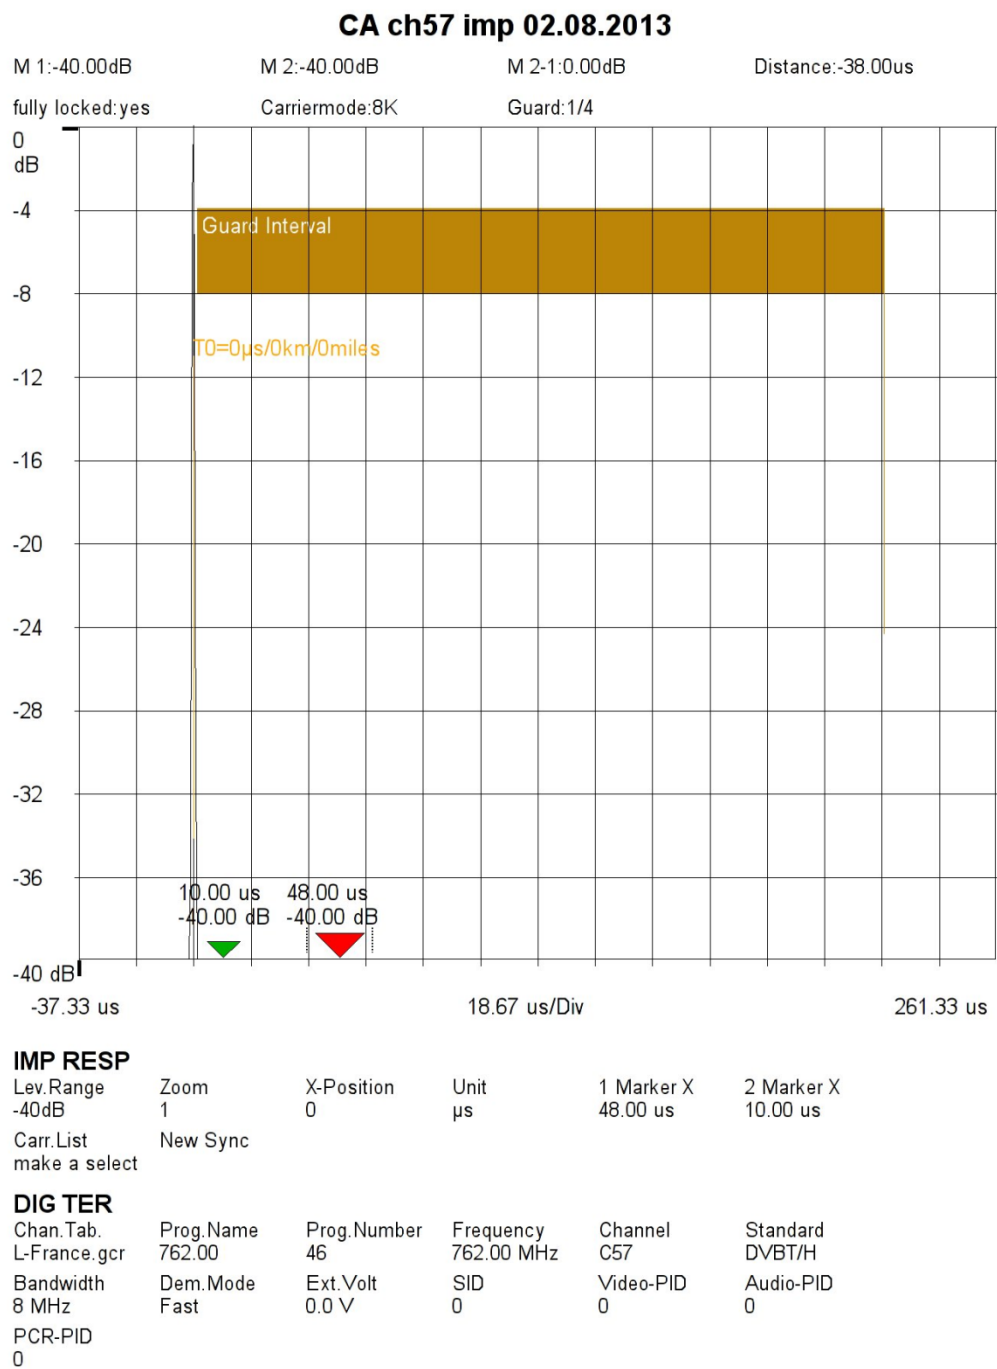 CA ch57 imp 02.08.2013
M 1:-40.00dB M 2:-40.00dB M 2-1:0.00dB Distance:-38.00us
fully locked:yes Carriermode:8K Guard:1/4
0
dB
-4
Guard Interval
-8
T0=0µs/0km/0miles
-12
-16
-20
-24
-28
-32
-36
10.00 us 48.00 us
-40.00 dB -40.00 dB
-40 dB
-37.33 us 18.67 us/Div 261.33 us
IMP RESP
Lev.Range Zoom X-Position Unit 1 Marker X 2 Marker X
-40dB 1 0 µs 48.00 us 10.00 us
Carr.List New Sync
make a select
DIG TER
Chan.Tab. Prog.Name Prog.Number Frequency Channel Standard
L-France.gcr 762.00 46 762.00 MHz C57 DVBT/H
Bandwidth Dem.Mode Ext.Volt SID Video-PID Audio-PID
8 MHz Fast 0.0 V 0 0 0
PCR-PID
0